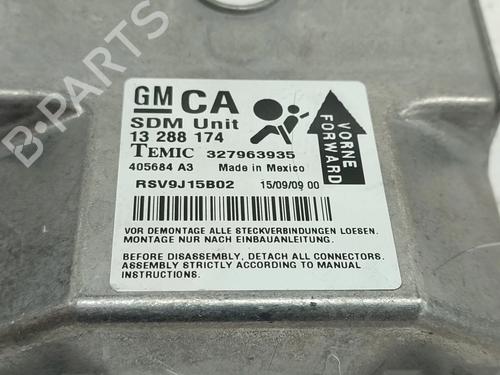 GM CA
SDM Unit
13 288 174
TEMIC 327963935
405684 A3 Made in Mexico
RSV9J15B02 15/09/09 00
VORNE
FORWARD
VOR DEMONTAGE ALLE STECKVERBINDUNGEN LOESEN.
MONTAGE NUR NACH EINBAUANLEITUNG.
BEFORE DISASSEMBLY, DETACH ALL CONNECTORS.
ASSEMBLY STRICTLY ACCORDING TO MANUAL
INSTRUCTIONS.
B-PARTS